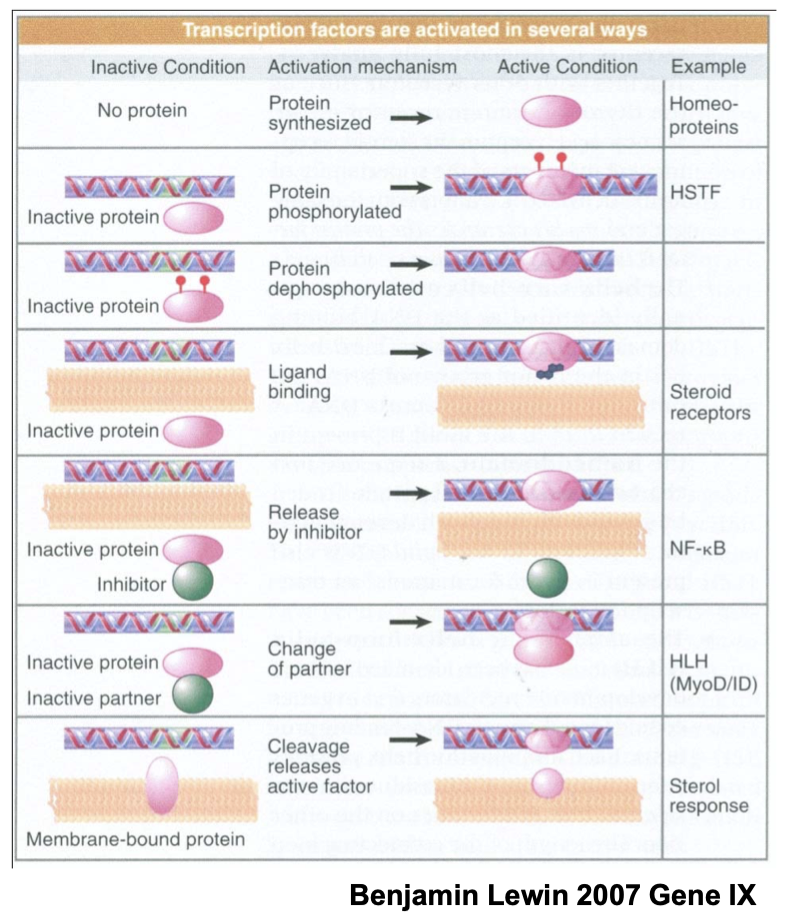 Transcription factors are activated in several ways
Inactive Condition Activation mechanism Active Condition Example
No protein
Protein
synthesized
Homeo-
proteins
Inactive protein
Protein
phosphorylated
HSTF
Inactive protein
Protein
dephosphorylated
Inactive protein
Ligand
binding
Steroid
receptors
Inactive protein
Inhibitor
Release
by inhibitor
NF-κB
Inactive protein
Inactive partner
Change
of partner
HLH
(MyoD/ID)
Membrane-bound protein
Cleavage
releases
active factor
Sterol
response
Benjamin Lewin 2007 Gene IX